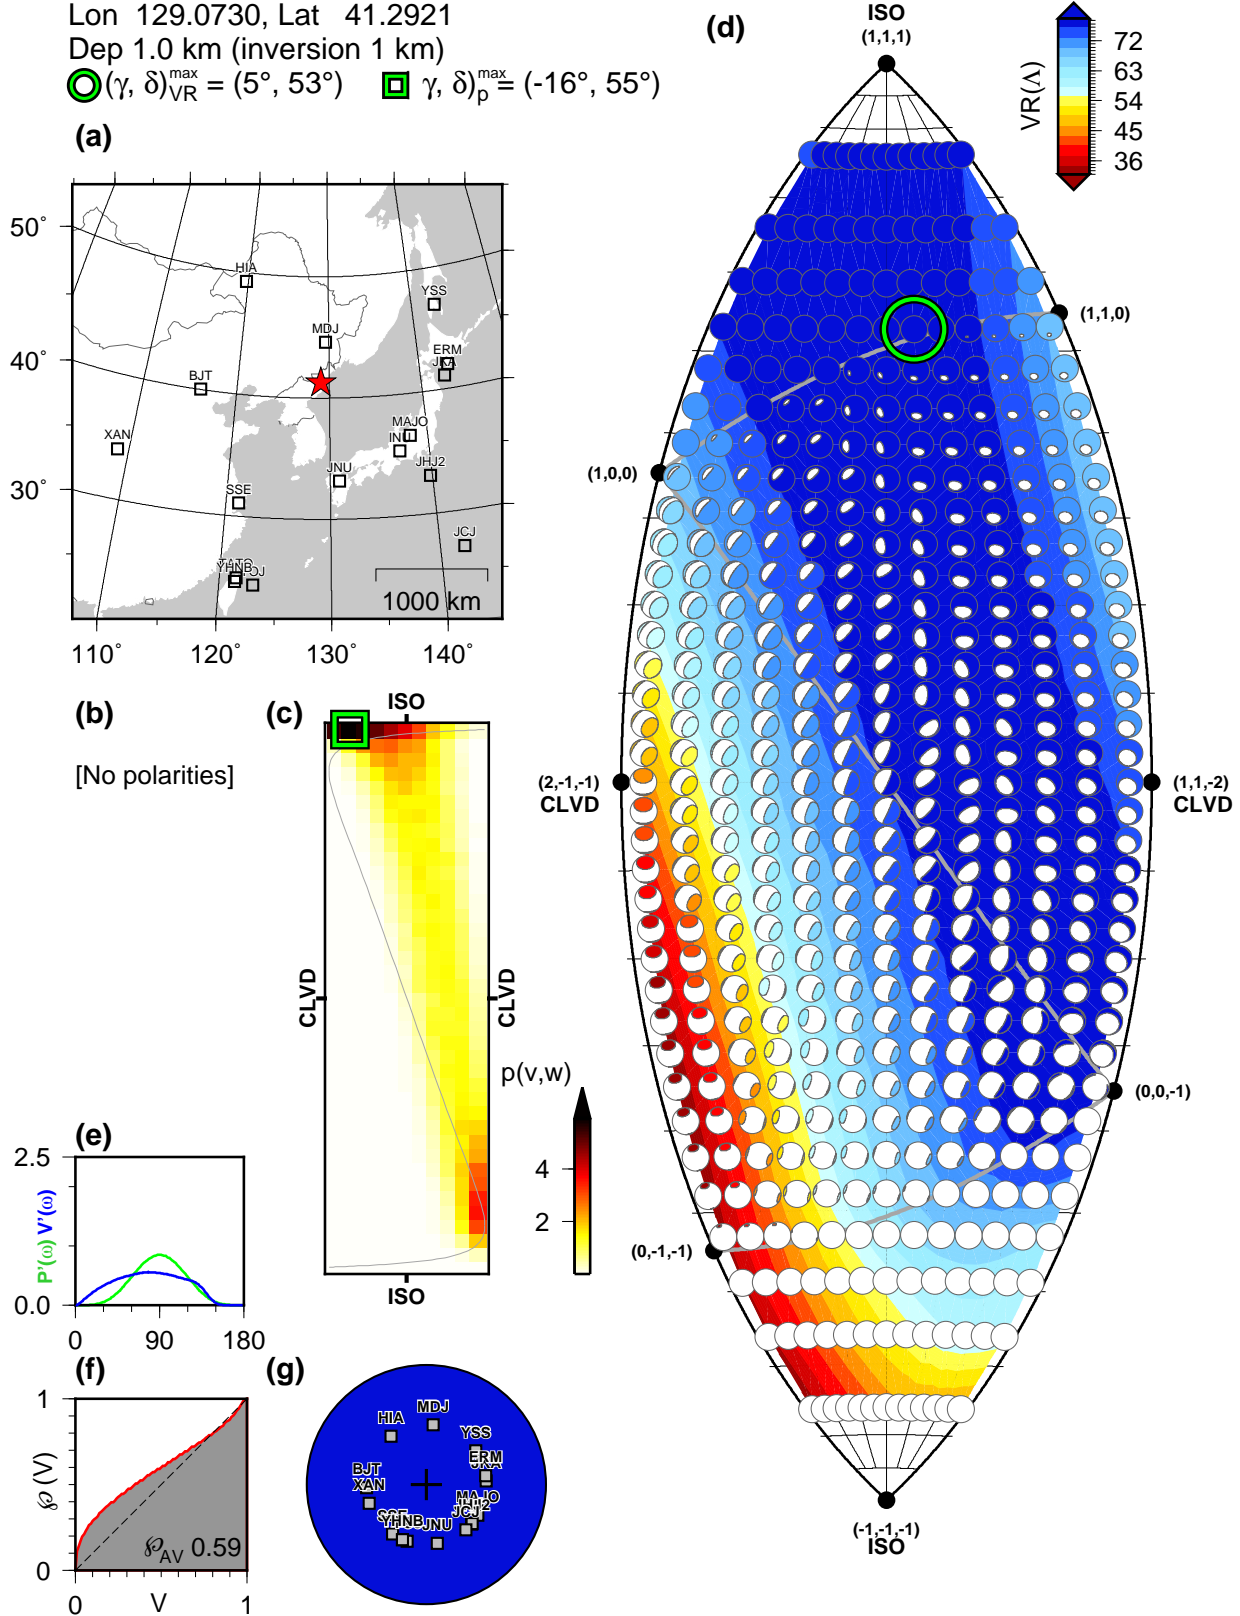 Lon 129.0730, Lat 41.2921
Dep 1.0 km (inversion 1 km)
(γ, δ)VR max = (5°, 53°) γ, δ)p max = (-16°, 55°)
(a)
50°
40°
30°
110°
120°
130°
140°
HIA
YSS
MDJ
ERM
BJT
MAJO
XAN
JNU
JHJ2
SSE
JCJ
YHNB
1000 km
(b)
[No polarities]
(c)
ISO
CLVD
CLVD
ISO
p(v,w)
4
2
(d)
ISO
(1,1,1)
VR(Λ)
72
63
54
45
36
(1,1,0)
(1,0,0)
(2,-1,-1)
CLVD
(1,1,-2)
CLVD
(0,0,-1)
(0,-1,-1)
(-1,-1,-1)
ISO
(e)
2.5
0.0
P'(ω) V'(ω)
0
90
180
(f)
1
0
℘ (V)
℘AV 0.59
0
V
1
(g)
MDJ
HIA
YSS
ERM
BJT
XAN
JCJ
YHNB
JNU